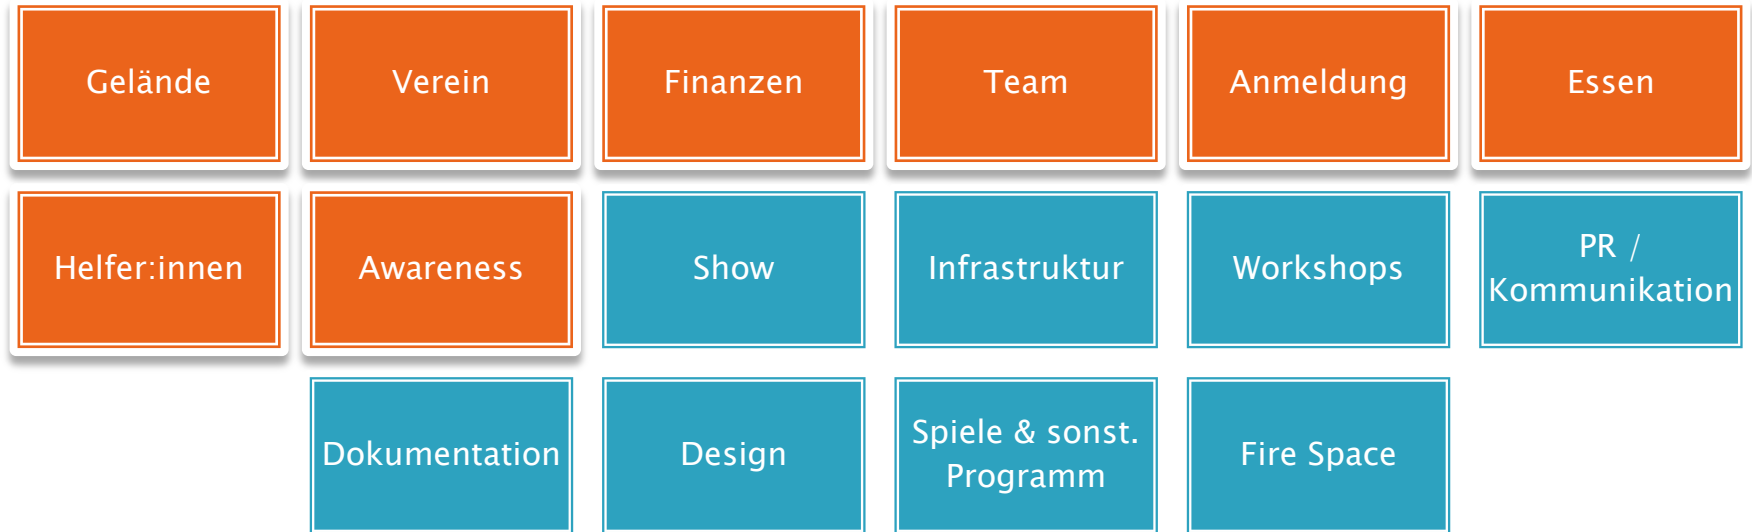 Gelände
Verein
Finanzen
Team
Anmeldung
Essen
Helfer:innen
Awareness
Show
Infrastruktur
Workshops
PR /
Kommunikation
Dokumentation
Design
Spiele & sonst.
Programm
Fire Space